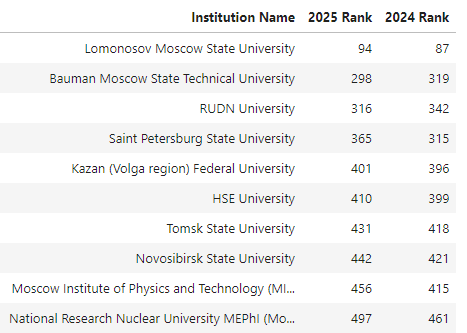 Institution Name 2025 Rank 2024 Rank
Lomonosov Moscow State University 94 87
Bauman Moscow State Technical University 298 319
RUDN University 316 342
Saint Petersburg State University 365 315
Kazan (Volga region) Federal University 401 396
HSE University 410 399
Tomsk State University 431 418
Novosibirsk State University 442 421
Moscow Institute of Physics and Technology (MI... 456 415
National Research Nuclear University MEPhI (Mo... 497 461